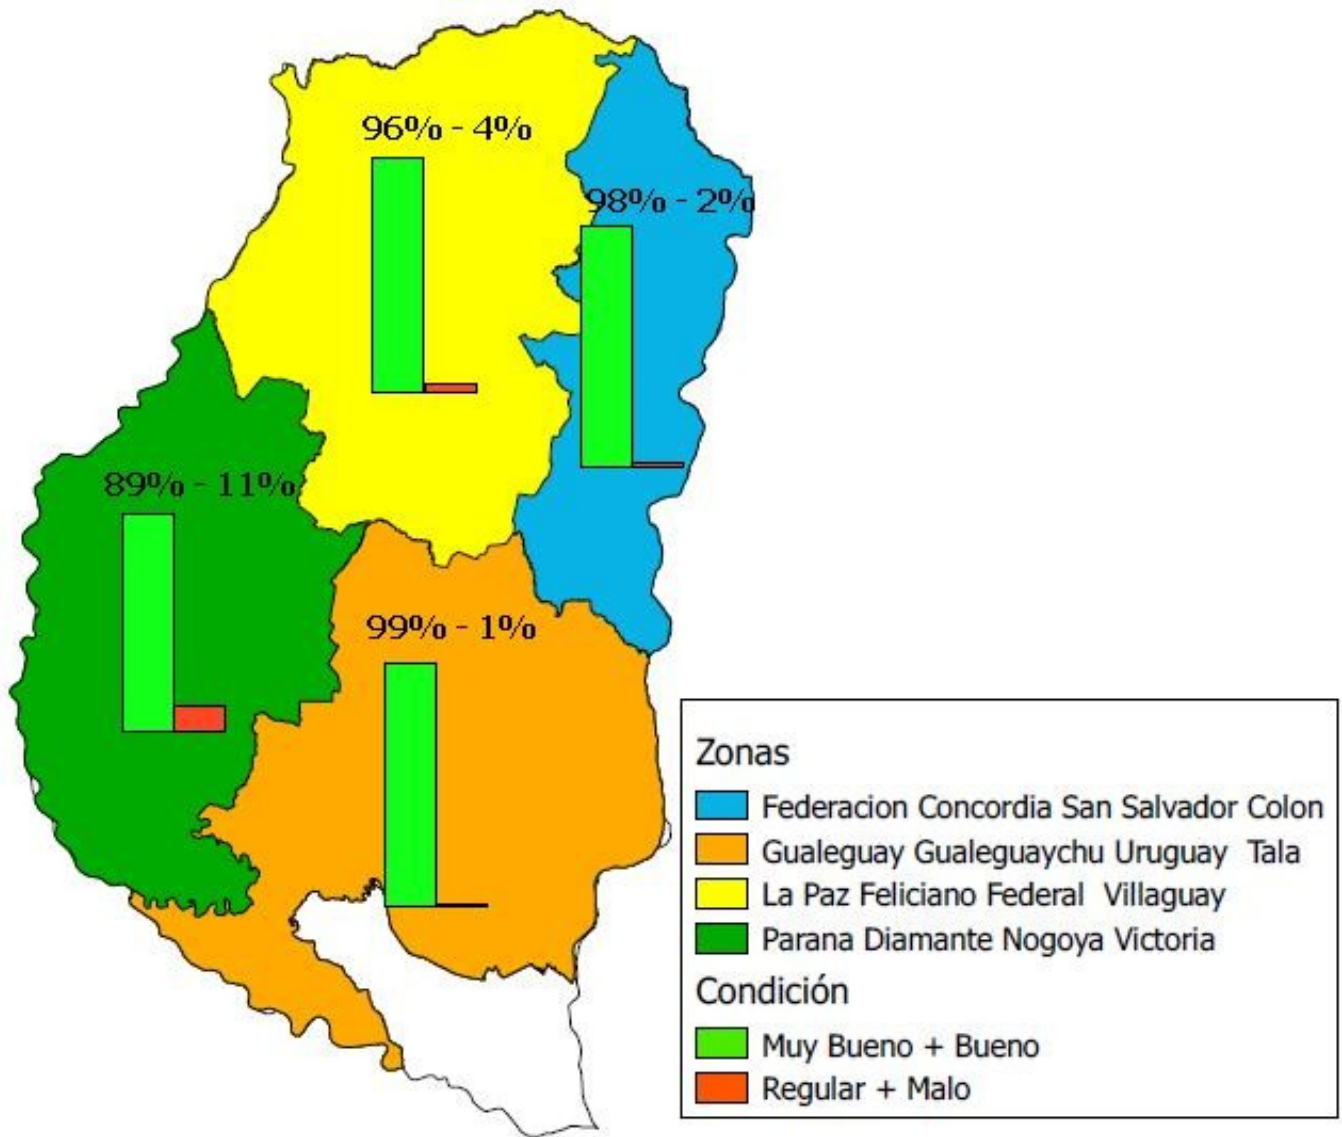 96% - 4%
98% - 2%
89% - 11%
99% - 1%
Zonas
Federacion Concordia San Salvador Colon
Gualeguay Gualeguaychu Uruguay Tala
La Paz Feliciano Federal Villaguay
Parana Diamante Nogoya Victoria
Condición
Muy Bueno + Bueno
Regular + Malo